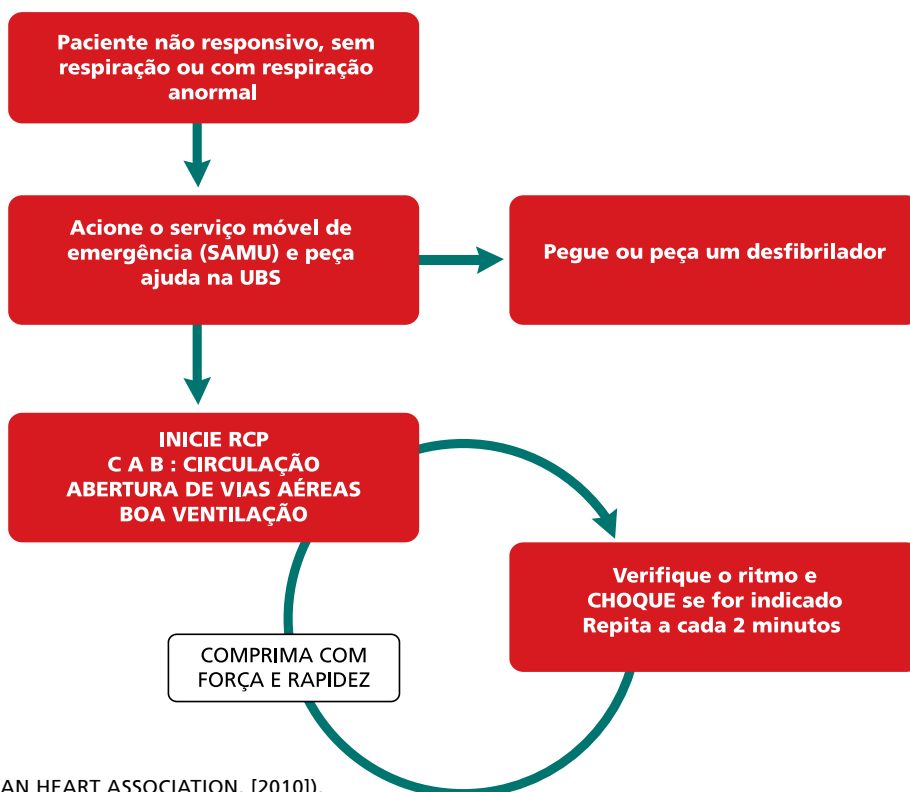 Paciente não responsivo, sem
respiração ou com respiração
anormal
Acione o serviço móvel de
emergência (SAMU) e peça
ajuda na UBS
Pegue ou peça um desfibrilador
INICIE RCP
C A B : CIRCULAÇÃO
ABERTURA DE VIAS AÉREAS
BOA VENTILAÇÃO
Verifique o ritmo e
CHOQUE se for indicado
Repita a cada 2 minutos
COMPRIMA COM
FORÇA E RAPIDEZ
AN HEART ASSOCIATION, [2010]).